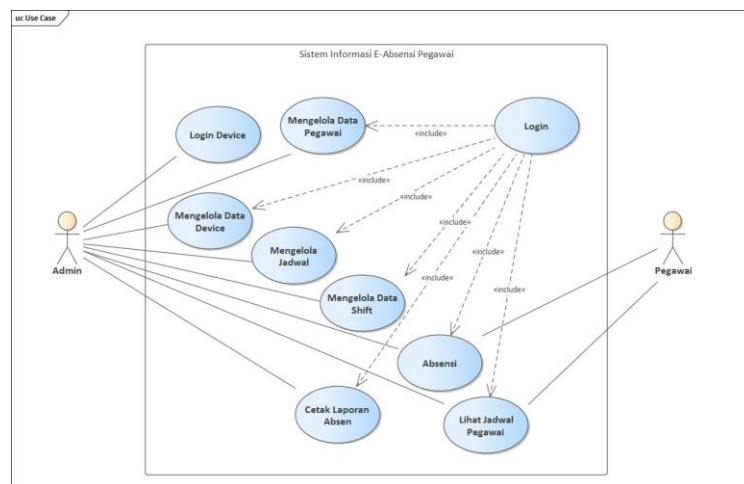 uc Use Case
Sistem Informasi E-Absensi Pegawai
Login Device
Mengelola Data
Pegawai
«include»
Login
«include»
«include»
Mengelola Data
Device
Mengelola
Jadwal
«include»
«include»
«include»
«include»
Mengelola Data
Shift
Admin
Pegawai
Absensi
Cetak Laporan
Absen
Lihat Jadwal
Pegawai